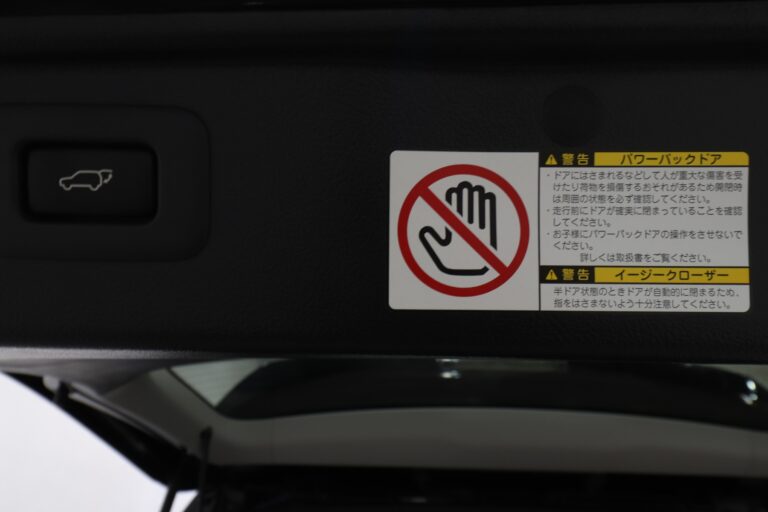 警告 パワーバックドア
・ドアにはさまれるなどして人が重大な傷害を受
けたり荷物を損傷するおそれがあるため開閉時
は周囲の状態を必ず確認してください。
・走行前にドアが確実に閉まっていることを確認
してください。
・お子様にパワーバックドアの操作をさせないで
ください。
詳しくは取扱書をご覧ください。
警告 イージークローザー
半ドア状態のときドアが自動的に閉まるため、
指をはさまないよう十分注意してください。